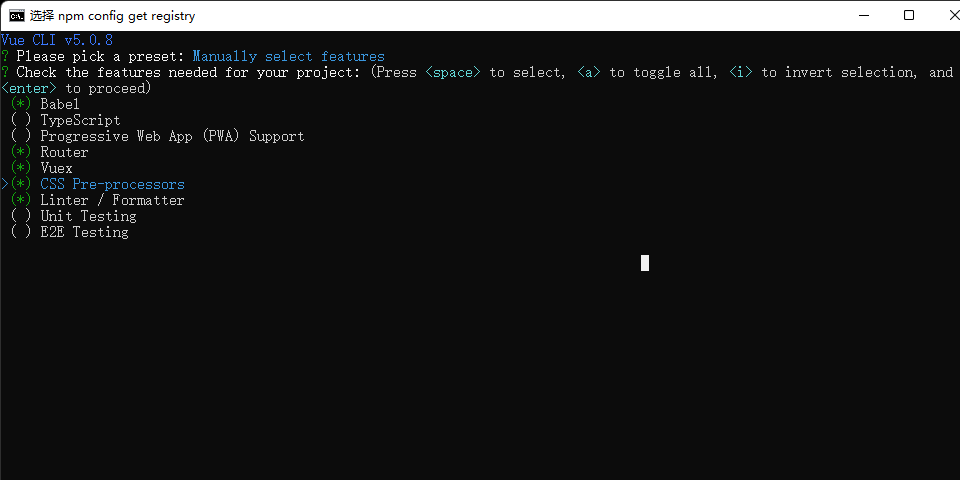 选择 npm config get registry
Vue CLI v5.0.8
? Please pick a preset: Manually select features
? Check the features needed for your project: (Press <space> to select, <a> to toggle all, <i> to invert selection, and
<enter> to proceed)
(*) Babel
( ) TypeScript
( ) Progressive Web App (PWA) Support
(*) Router
(*) Vuex
>(*) CSS Pre-processors
(*) Linter / Formatter
( ) Unit Testing
( ) E2E Testing